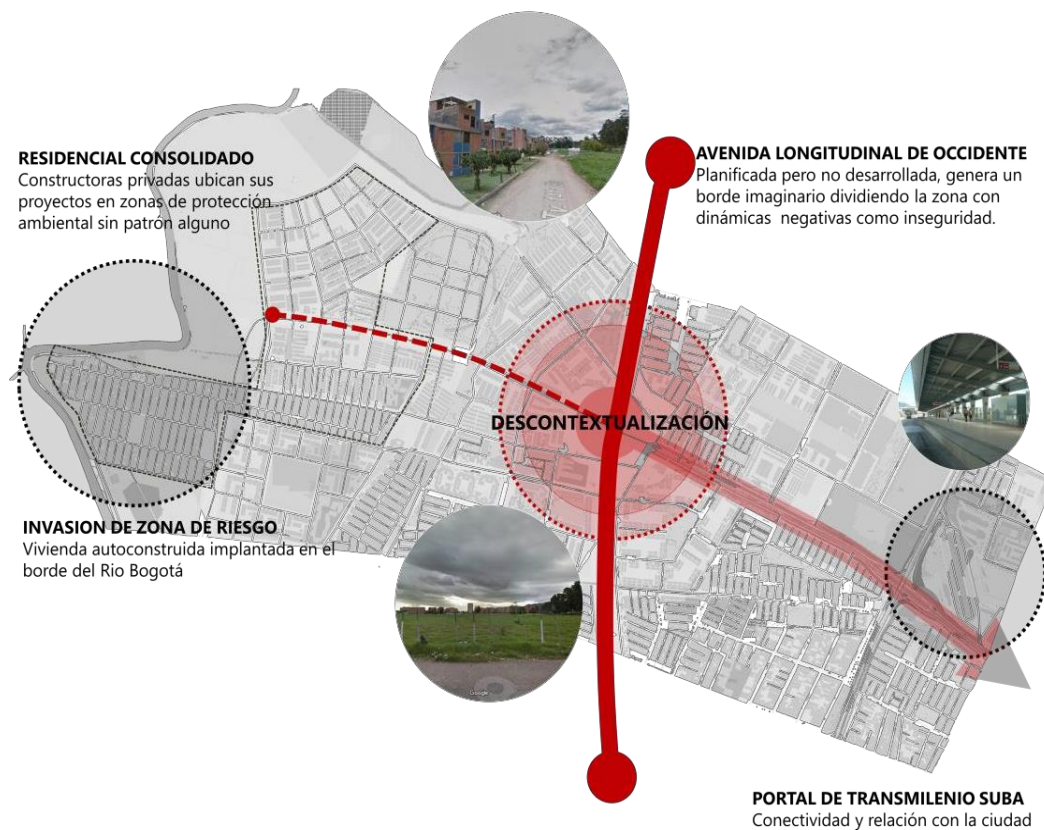 RESIDENCIAL CONSOLIDADO
Constructoras privadas ubican sus
proyectos en zonas de protección
ambiental sin patrón alguno
AVENIDA LONGITUDINAL DE OCCIDENTE
Planificada pero no desarrollada, genera un
borde imaginario dividiendo la zona con
dinámicas negativas como inseguridad.
DESCONTEXTUALIZACIÓN
INVASION DE ZONA DE RIESGO
Vivienda autoconstruida implantada en el
borde del Rio Bogotá
Google
PORTAL DE TRANSMILENIO SUBA
Conectividad y relación con la ciudad